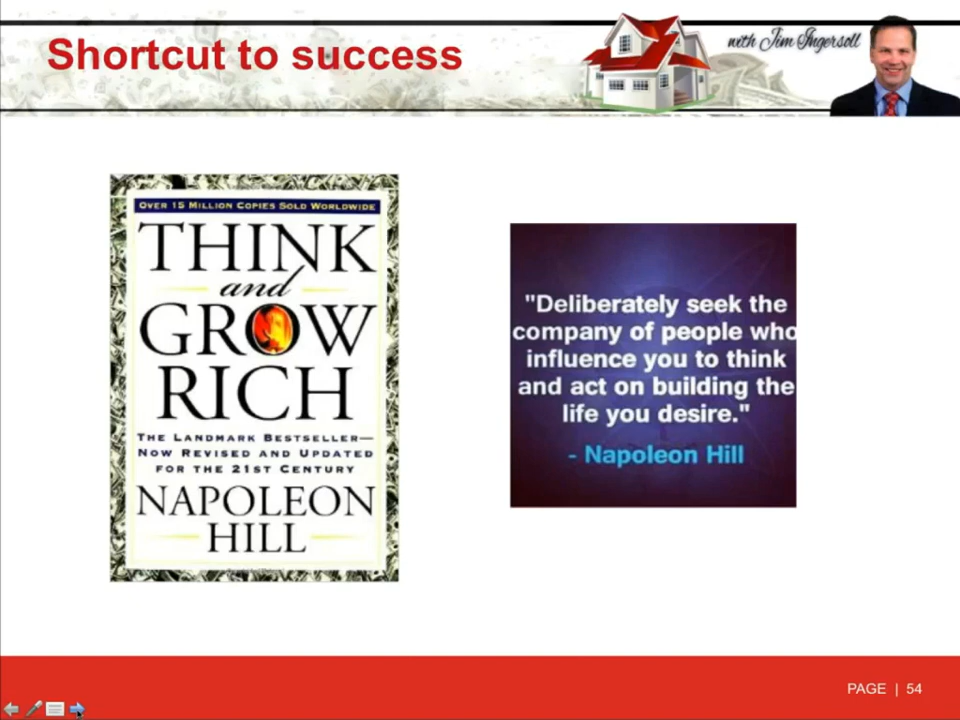 Shortcut to success
with Jim Ingersoll
OVER 15 MILLION COPIES SOLD WORLDWIDE
THINK
and
GROW
RICH
THE LANDMARK BESTSELLER—
NOW REVISED AND UPDATED
FOR THE 21ST CENTURY
NAPOLEON
HILL
"Deliberately seek the
company of people who
influence you to think
and act on building the
life you desire."
- Napoleon Hill
PAGE | 54